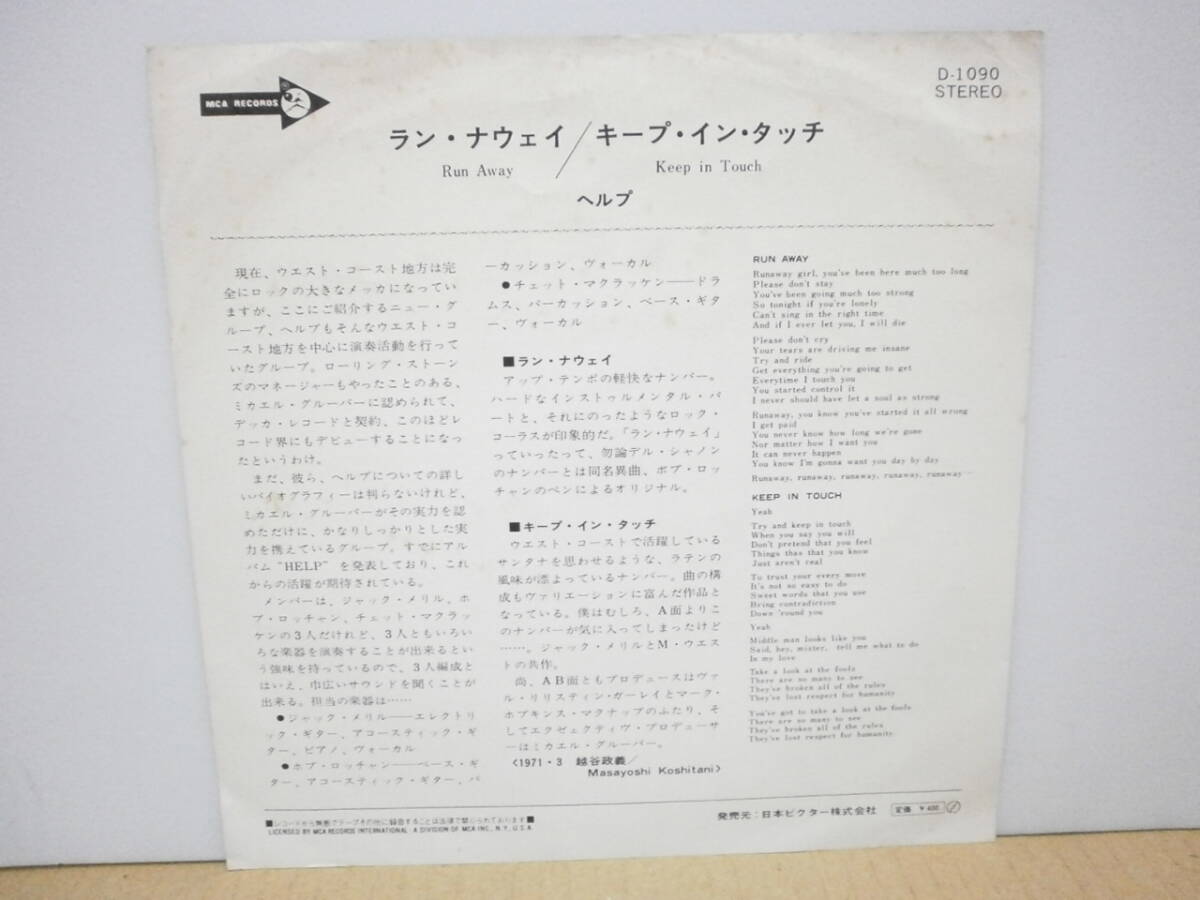 MCA RECORDS
D-1090
STEREO
ラン・ナウェイ/キープ・イン・タッチ
Run Away
Keep in Touch
ヘルプ
現在、ウエスト・コースト地方は完
全にロックの大きなメッカになってい
ますが、ここにご紹介するニュー・グ
ループ、ヘルプもそんなウエスト・コ
ースト地方を中心に演奏活動を行って
いたグループ。ローリング・ストーン
ズのマネージャーもやったことのある、
ミカエル・グルーバーに認められて、
デッカ・レコードと契約、このほどレ
コード界にもデビューすることになっ
たというわけ。
まだ、彼ら、ヘルプについての詳し
いバイオグラフィーは判らないけれど、
ミカエル・グルーバーがその実力を認
めただけに、かなりしっかりとした実
力を携えているグループ。すでにアル
バム“HELP”を発表しており、これ
からの活躍が期待されている。
メンバーは、ジャック・メリル、ホ
ブ・ロッチャン、チェット・マクラッ
ケンの3人だけれど、3人ともいろい
ろな楽器を演奏することが出来るとい
う強味を持っているので、3人編成と
はいえ、巾広いサウンドを聞くことが
出来る。担当の楽器は……
●ジャック・メリル——エレクトリ
ック・ギター、アコースティック・ギ
ター、ピアノ、ヴォーカル
●ホブ・ロッチャン——ベース・ギ
ター、アコースティック・ギター、パ
ーカッション、ヴォーカル
●チェット・マクラッケン——ドラ
ムス、パーカッション、ベース・ギタ
ー、ヴォーカル
■ラン・ナウェイ
アップ・テンポの軽快なナンバー。
ハードなインストゥルメンタル・パ
ートと、それにのったようなロック・
コーラスが印象的だ。「ラン・ナウェイ」
っていったって、勿論デル・シャノン
のナンバーとは同名異曲、ボブ・ロッ
チャンのペンによるオリジナル。
■キープ・イン・タッチ
ウエスト・コーストで活躍している
サンタナを思わせるような、ラテンの
風味が漂よっているナンバー。曲の構
成もヴァリエーションに富んだ作品と
なっている。僕はむしろ、A面よりこ
のナンバーが気に入ってしまったけど
……。ジャック・メリルとM・ウエス
トの共作。
尚、AB面ともプロデュースはヴァ
ル・リリスティン・ガーレイとマーク・
ホプキンス・マクナップのふたり、そ
してエクゼクェクティヴ・プロデューサ
ーはミカエル・グルーバー。
〈1971・3 越谷政義/
Masayoshi Koshitani〉
RUN AWAY
Runaway girl, you've been here much too long
Please don't stay
You've been going much too strong
So tonight if you're lonely
Can't sing in the right time
And if I ever let you, I will die
Please don't cry
Your tears are driving me insane
Try and ride
Get everything you're going to get
Everytime I touch you
You started control it
I never should have let a soul as strong
Runaway, you know you've started it all wrong
I get paid
You never know how long we're gone
Nor matter how I want you
It can never happen
You know I'm gonna want you day by day
Runaway, runaway, runaway, runaway, runaway…
KEEP IN TOUCH
Yeah
Try and keep in touch
When you say you will
Don't pretend that you feel
Things thas that you know
Just aren't real
To trust your every move
It's not so easy to do
Sweet words that you use
Bring contradiction
Down 'round you
Yeah
Middle man looks like you
Said, hey, mister, tell me what to do
In my love
Take a look at the fools
There are so many to see
They've broken all of the rules
They've lost respect for humanity
You've got to take a look at the fools
There are so many to see
They've broken all of the rules
They've lost respect for humanity
■レコードから無断でテープその他に録音することは法律で禁じられております■
LICENSED BY MCA RECORDS INTERNATIONAL · A DIVISION OF MCA INC., N.Y., U.S.A.
発売元:日本ビクター株式会社
定価 ¥400